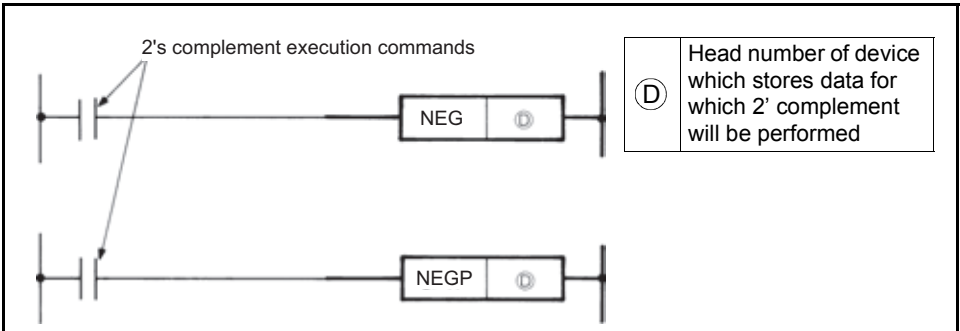 2's complement execution commands
NEG Ⓓ
NEGP Ⓓ
Ⓓ
Head number of device
which stores data for
which 2’ complement
will be performed